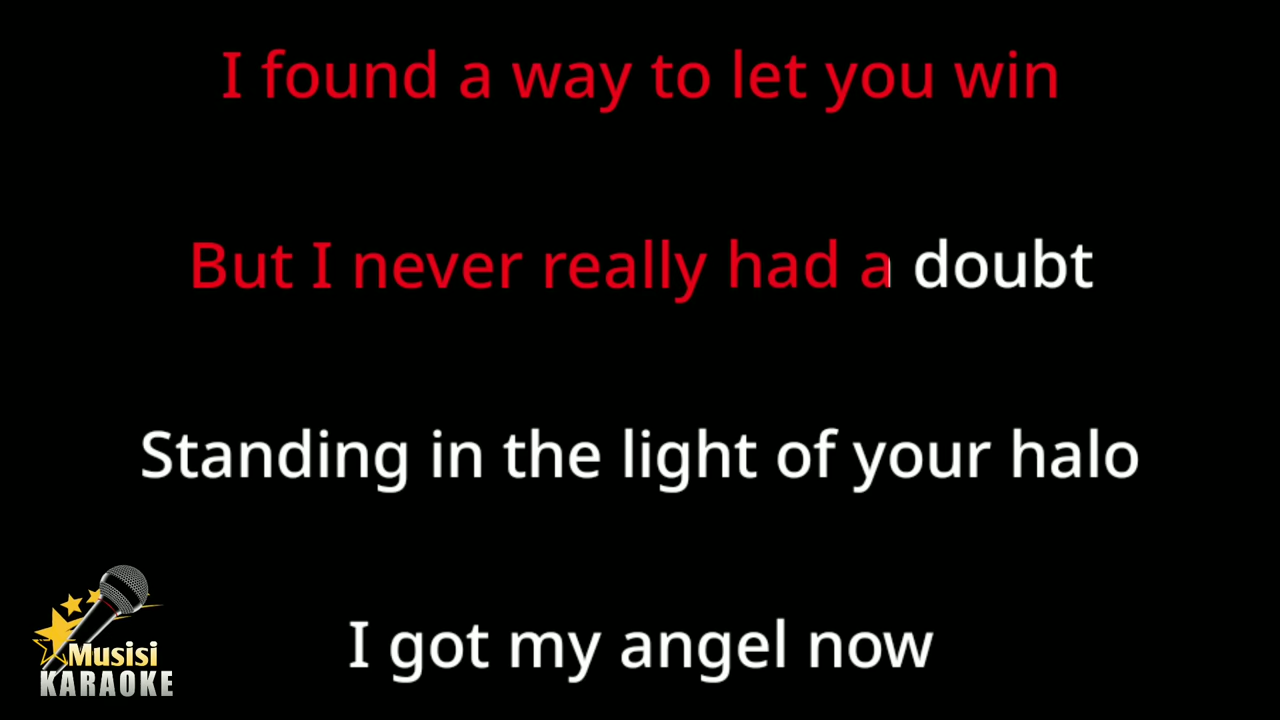 I found a way to let you win
But I never really had a doubt
Standing in the light of your halo
I got my angel now
Musisi
KARAOKE